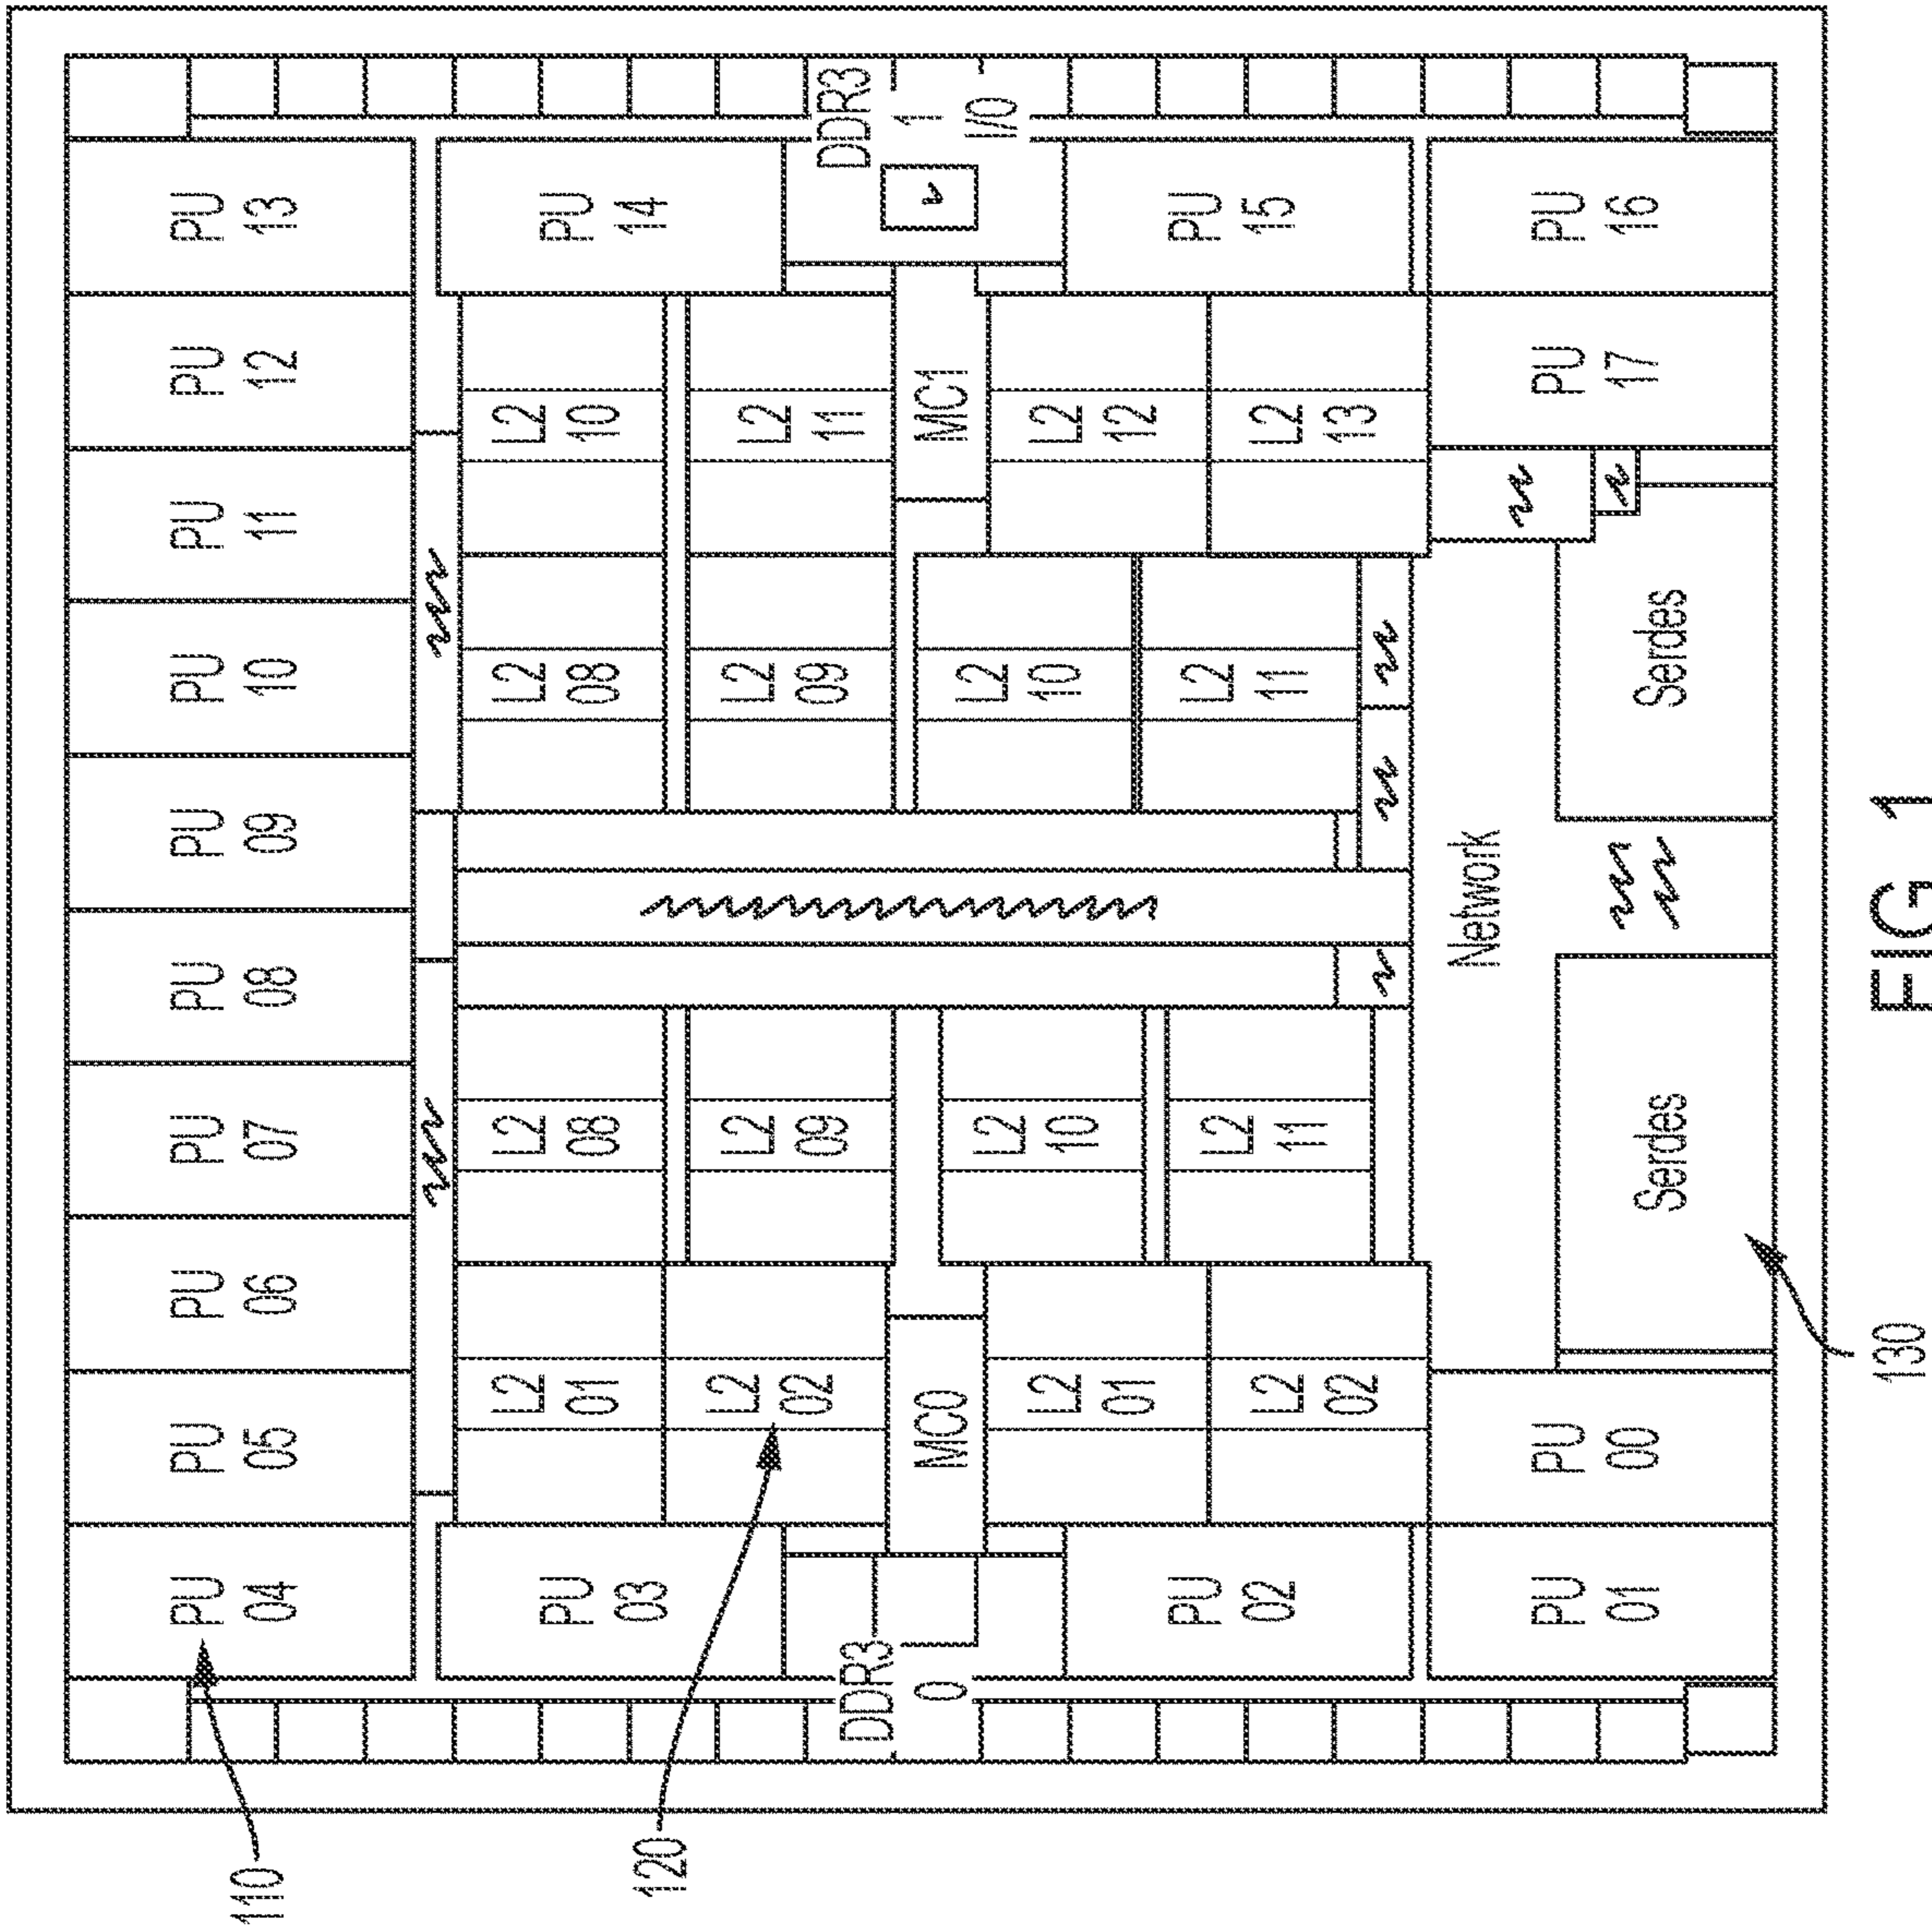 110
PU
04
PU
05
PU
06
PU
07
PU
08
PU
09
PU
10
PU
11
PU
12
PU
13
120
PU
03
L2
01
L2
08
L2
08
L2
10
PU
14
L2
02
L2
09
L2
09
L2
11
DDR3
0
MC0
MC1
DDR3
1
I/O
L2
01
L2
10
L2
10
L2
12
PU
02
L2
02
L2
11
L2
11
L2
13
PU
15
Network
PU
01
PU
00
Serdes
Serdes
PU
17
PU
16
130
FIG 1